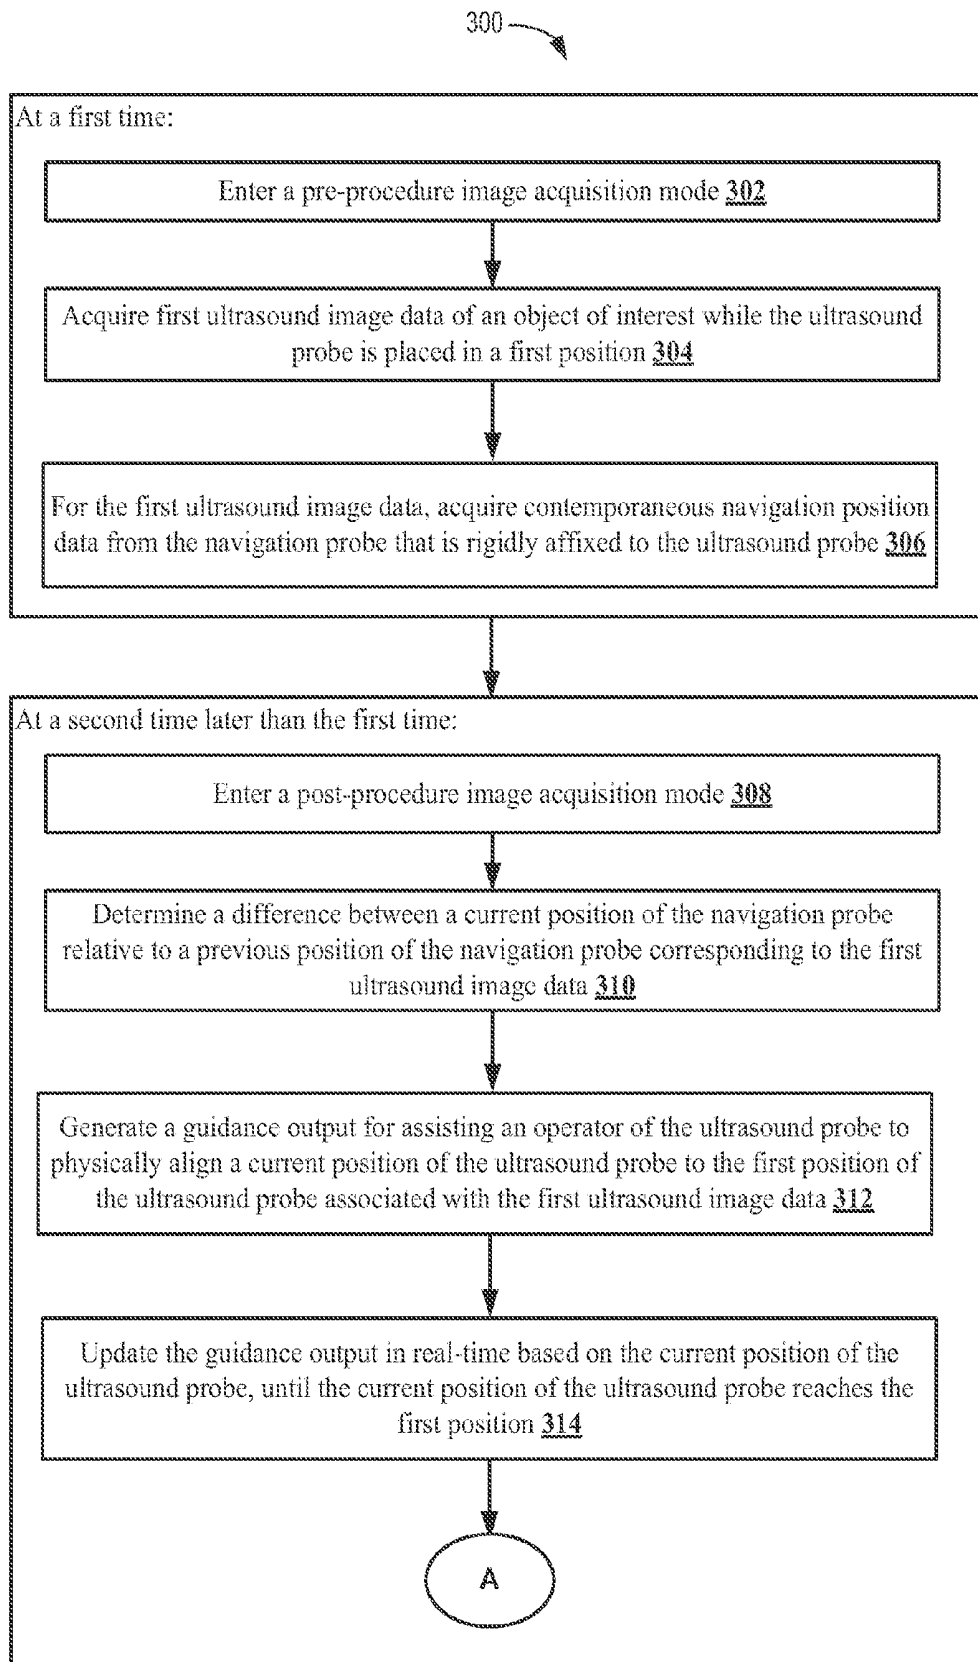 300
At a first time:
Enter a pre-procedure image acquisition mode 302
Acquire first ultrasound image data of an object of interest while the ultrasound
probe is placed in a first position 304
For the first ultrasound image data, acquire contemporaneous navigation position
data from the navigation probe that is rigidly affixed to the ultrasound probe 306
At a second time later than the first time:
Enter a post-procedure image acquisition mode 308
Determine a difference between a current position of the navigation probe
relative to a previous position of the navigation probe corresponding to the first
ultrasound image data 310
Generate a guidance output for assisting an operator of the ultrasound probe to
physically align a current position of the ultrasound probe to the first position of
the ultrasound probe associated with the first ultrasound image data 312
Update the guidance output in real-time based on the current position of the
ultrasound probe, until the current position of the ultrasound probe reaches the
first position 314
A